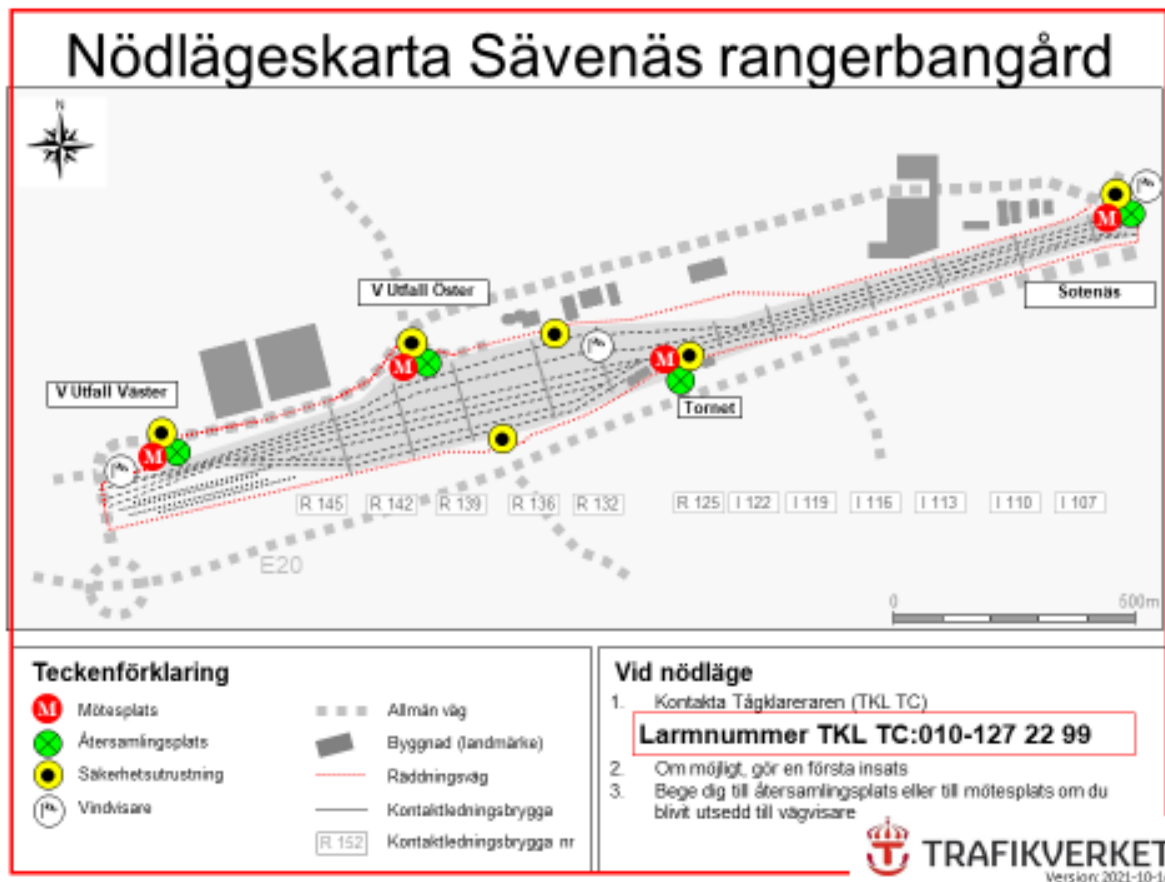 Nödlägeskarta Sävenäs rangerbangård
N
V Utfall Öster
Sotenäs
V Utfall Väster
Tornet
R 145
R 142
R 139
R 136
R 132
R 125
I 122
I 119
I 116
I 113
I 110
I 107
E20
0
500m
Teckenförklaring
M Mötesplats
Återsamlingsplats
Säkerhetsutrustning
Vindvisare
Allmän väg
Byggnad (landmärke)
Räddningsväg
Kontaktledningsbrygga
R 152 Kontaktledningsbrygga nr
Vid nödläge
1. Kontakta Tågklareraren (TKL TC)
Larmnummer TKL TC:010-127 22 99
2. Om möjligt, gör en första insats
3. Bege dig till återsamlingsplats eller till mötesplats om du
blivit utsedd till vägvisare
TRAFIKVERKET